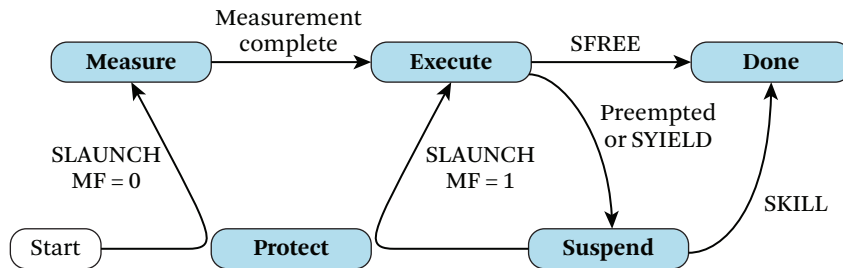 Measurement
complete
Measure
Execute
SFREE
Done
SLAUNCH
MF = 0
SLAUNCH
MF = 1
Preempted
or SYIELD
SKILL
Start
Protect
Suspend